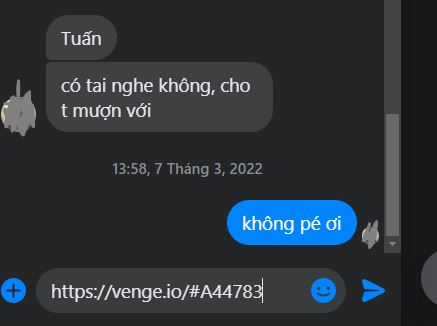 Tuấn
có tai nghe không, cho
t mượn với
13:58, 7 Tháng 3, 2022
không pé ơi
https://venge.io/#A44783